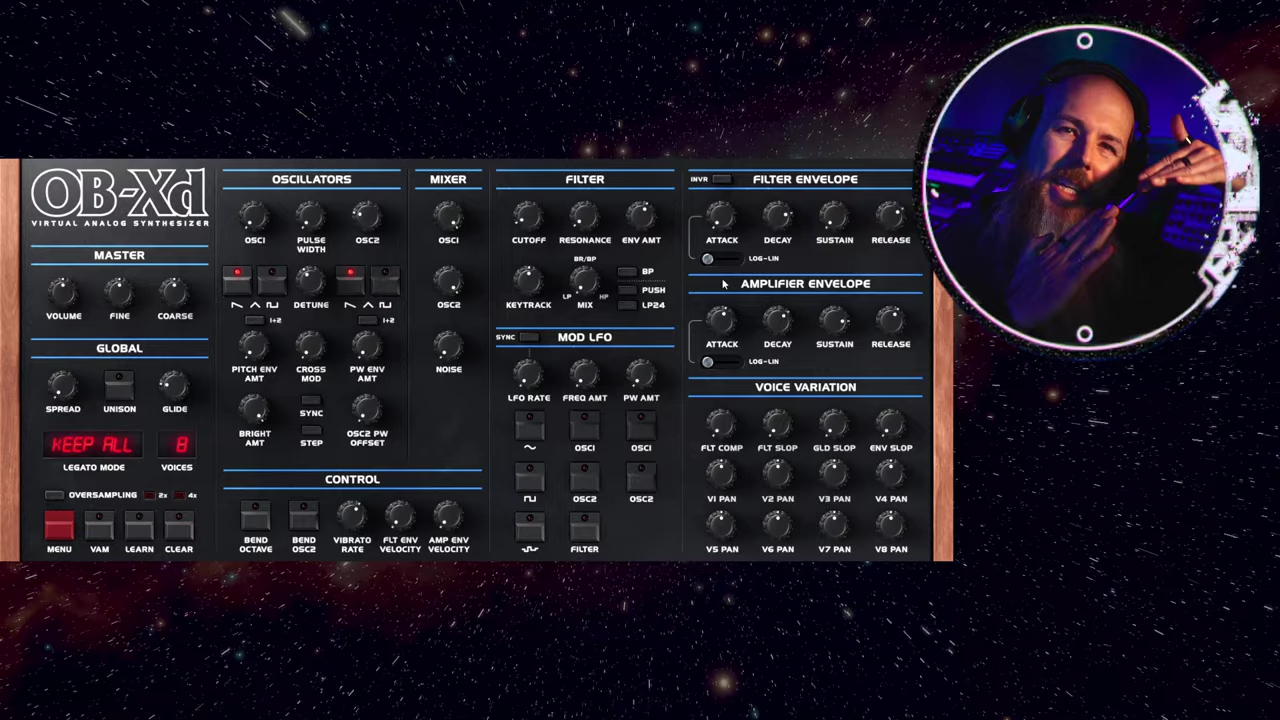 OB-Xd
VIRTUAL ANALOG SYNTHESIZER
MASTER
VOLUME FINE COARSE
GLOBAL
SPREAD UNISON GLIDE
KEEP ALL 8
LEGATO MODE VOICES
OVERSAMPLING 2x 4x
MENU VAM LEARN CLEAR
OSCILLATORS
OSC1 PULSE WIDTH OSC2
DETUNE
1+2 1+2
PITCH ENV AMT CROSS MOD PW ENV AMT
SYNC
BRIGHT AMT STEP OSC2 PW OFFSET
MIXER
OSC1
OSC2
NOISE
CONTROL
BEND OCTAVE BEND OSC2 VIBRATO RATE FLT ENV VELOCITY AMP ENV VELOCITY
FILTER
CUTOFF RESONANCE ENV AMT
BR/BP
BP
PUSH
LP HP
KEYTRACK MIX LP24
SYNC MOD LFO
LFO RATE FREQ AMT PW AMT
OSC1 OSC1
OSC2 OSC2
FILTER
INVR FILTER ENVELOPE
ATTACK DECAY SUSTAIN RELEASE
LOG-LIN
AMPLIFIER ENVELOPE
ATTACK DECAY SUSTAIN RELEASE
LOG-LIN
VOICE VARIATION
FLT COMP FLT SLOP GLD SLOP ENV SLOP
V1 PAN V2 PAN V3 PAN V4 PAN
V5 PAN V6 PAN V7 PAN V8 PAN